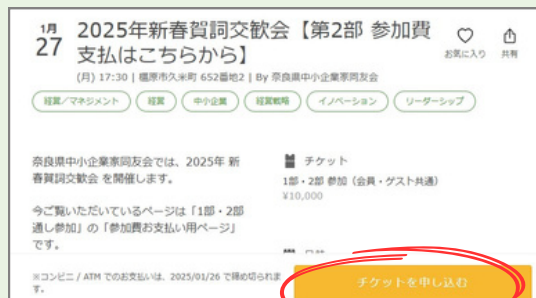 1月
27
2025年新春賀詞交歓会【第2部 参加費
支払はこちらから】
お気に入り
共有
(月) 17:30 | 橿原市久米町 652番地2 | By 奈良県中小企業家同友会
経営/マネジメント
経営
中小企業
経営戦略
イノベーション
リーダーシップ
奈良県中小企業家同友会では、2025年 新
春賀詞交歓会 を開催します。
今ご覧いただいているページは「1部・2部
通し参加」の「参加費お支払い用ページ」
です。
チケット
1部・2部 参加（会員・ゲスト共通）
¥10,000
※コンビニ / ATM でのお支払いは、2025/01/26 で締め切られま
す。
チケットを申し込む